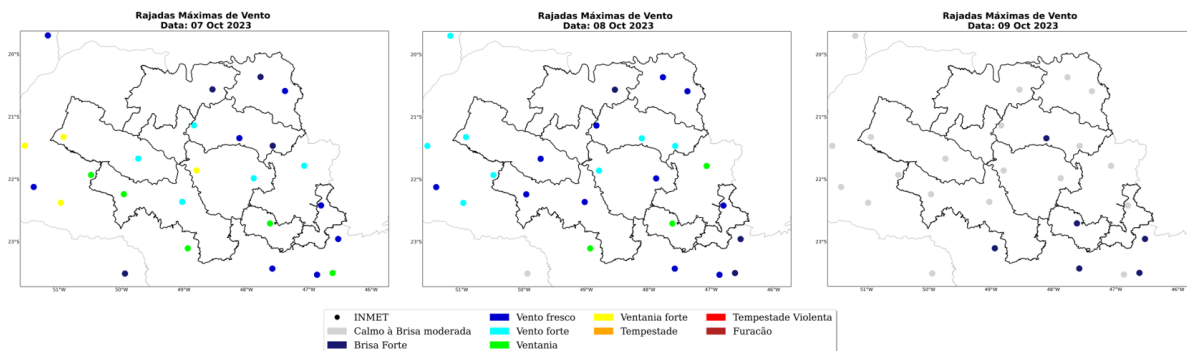 Rajadas Máximas de Vento
Data: 07 Oct 2023
20°S
21°S
22°S
23°S
51°W 50°W 49°W 48°W 47°W 46°W
Rajadas Máximas de Vento
Data: 08 Oct 2023
20°S
21°S
22°S
23°S
51°W 50°W 49°W 48°W 47°W 46°W
Rajadas Máximas de Vento
Data: 09 Oct 2023
20°S
21°S
22°S
23°S
51°W 50°W 49°W 48°W 47°W 46°W
INMET
Calmo à Brisa moderada
Brisa Forte
Vento fresco
Vento forte
Ventania
Ventania forte
Tempestade
Tempestade Violenta
Furacão